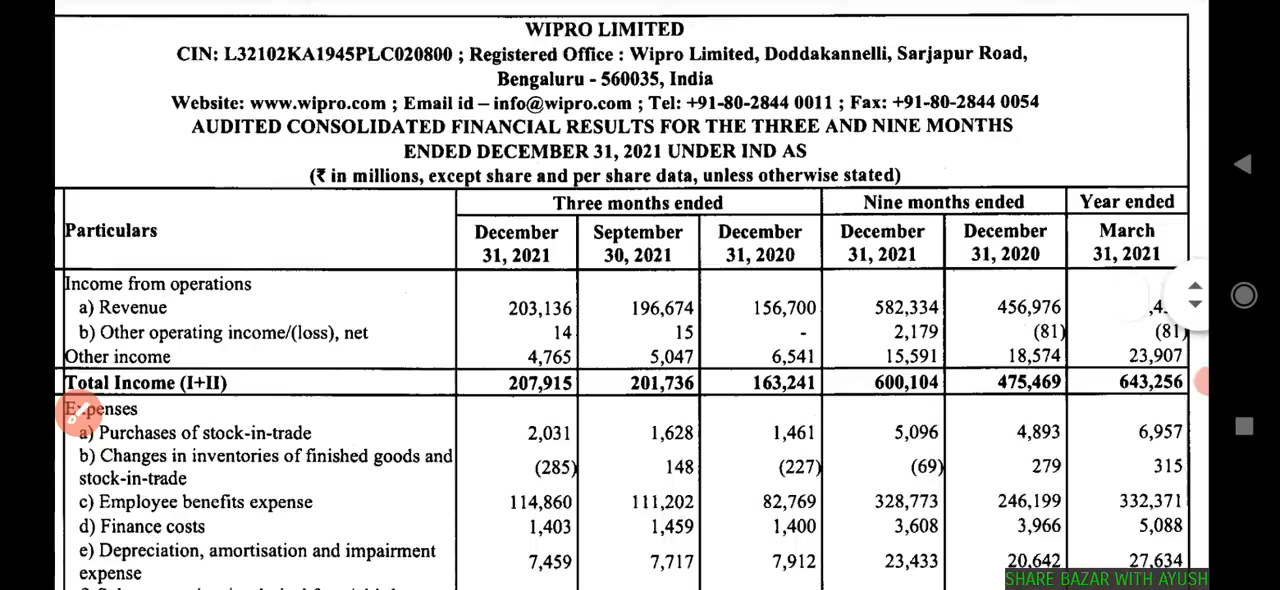 WIPRO LIMITED
CIN: L32102KA1945PLC020800 ; Registered Office : Wipro Limited, Doddakannelli, Sarjapur Road,
Bengaluru - 560035, India
Website: www.wipro.com ; Email id – info@wipro.com ; Tel: +91-80-2844 0011 ; Fax: +91-80-2844 0054
AUDITED CONSOLIDATED FINANCIAL RESULTS FOR THE THREE AND NINE MONTHS
ENDED DECEMBER 31, 2021 UNDER IND AS
(₹ in millions, except share and per share data, unless otherwise stated)
Three months ended Nine months ended Year ended
Particulars December September December December December March
31, 2021 30, 2021 31, 2020 31, 2021 31, 2020 31, 2021
Income from operations
a) Revenue 203,136 196,674 156,700 582,334 456,976
b) Other operating income/(loss), net 14 15 - 2,179 (81) (81)
Other income 4,765 5,047 6,541 15,591 18,574 23,907
Total Income (I+II) 207,915 201,736 163,241 600,104 475,469 643,256
Expenses
a) Purchases of stock-in-trade 2,031 1,628 1,461 5,096 4,893 6,957
b) Changes in inventories of finished goods and
stock-in-trade (285) 148 (227) (69) 279 315
c) Employee benefits expense 114,860 111,202 82,769 328,773 246,199 332,371
d) Finance costs 1,403 1,459 1,400 3,608 3,966 5,088
e) Depreciation, amortisation and impairment
expense 7,459 7,717 7,912 23,433 20,642 27,634
SHARE BAZAR WITH AYUSH